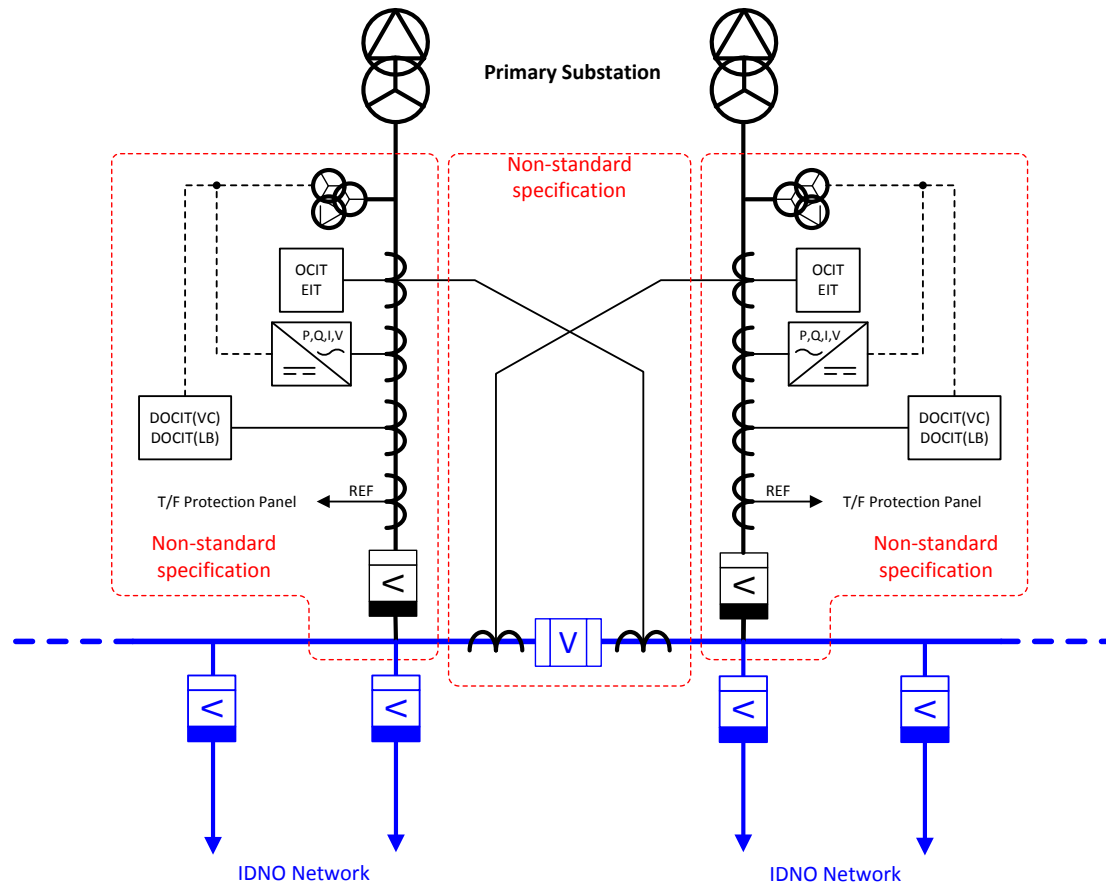 Primary Substation
Non-standard
specification
OCIT
EIT
OCIT
EIT
P,Q,I,V
P,Q,I,V
DOCIT(VC)
DOCIT(LB)
DOCIT(VC)
DOCIT(LB)
REF
T/F Protection Panel
REF
T/F Protection Panel
Non-standard
specification
Non-standard
specification
V
V
V
V
V
V
V
IDNO Network
IDNO Network